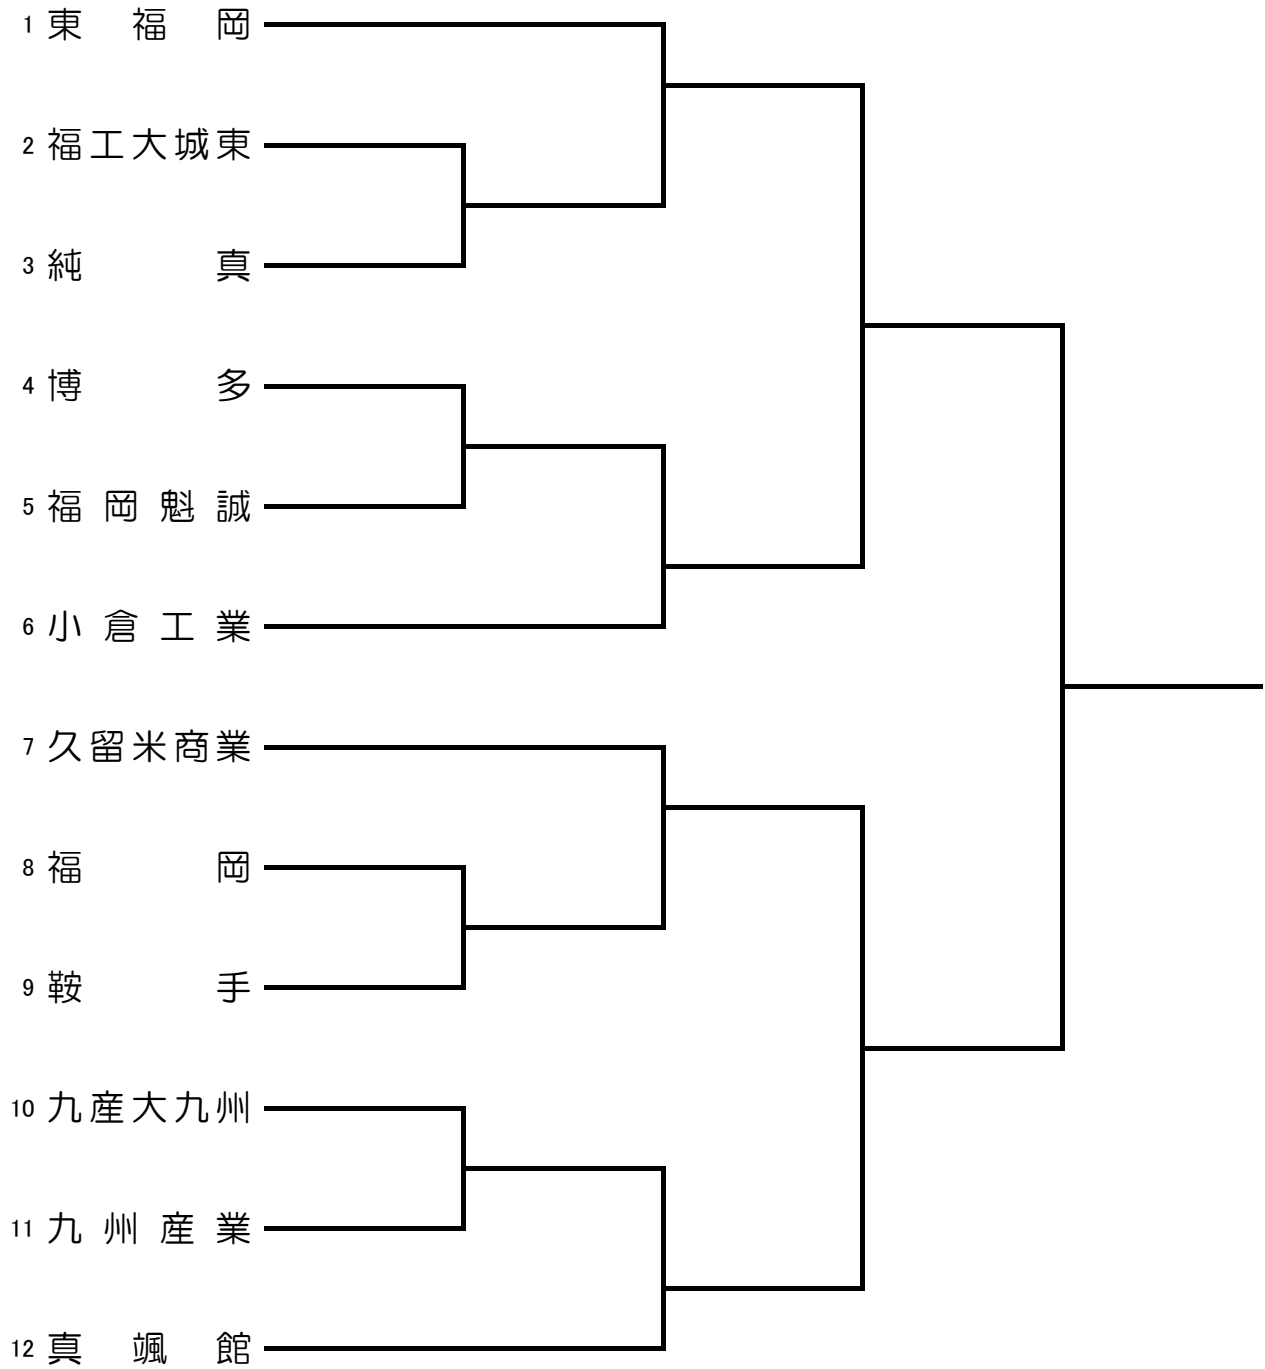 1 東福岡
2 福工大城東
3 純真
4 博多
5 福岡魁誠
6 小倉工業
7 久留米商業
8 福岡
9 鞍手
10 九産大九州
11 九州産業
12 真颯館